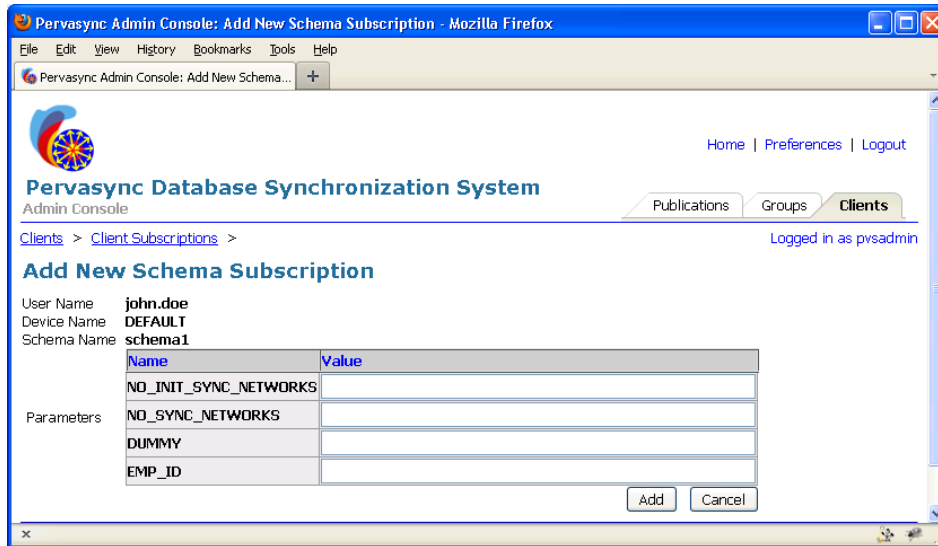 Pervasync Admin Console: Add New Schema Subscription - Mozilla Firefox
File Edit View History Bookmarks Tools Help
Pervasync Admin Console: Add New Schema... +
Home | Preferences | Logout
Pervasync Database Synchronization System
Admin Console
Publications Groups Clients
Clients > Client Subscriptions >
Logged in as pvsadmin
Add New Schema Subscription
User Name john.doe
Device Name DEFAULT
Schema Name schema1
Name Value
NO_INIT_SYNC_NETWORKS
Parameters NO_SYNC_NETWORKS
DUMMY
EMP_ID
Add Cancel
x